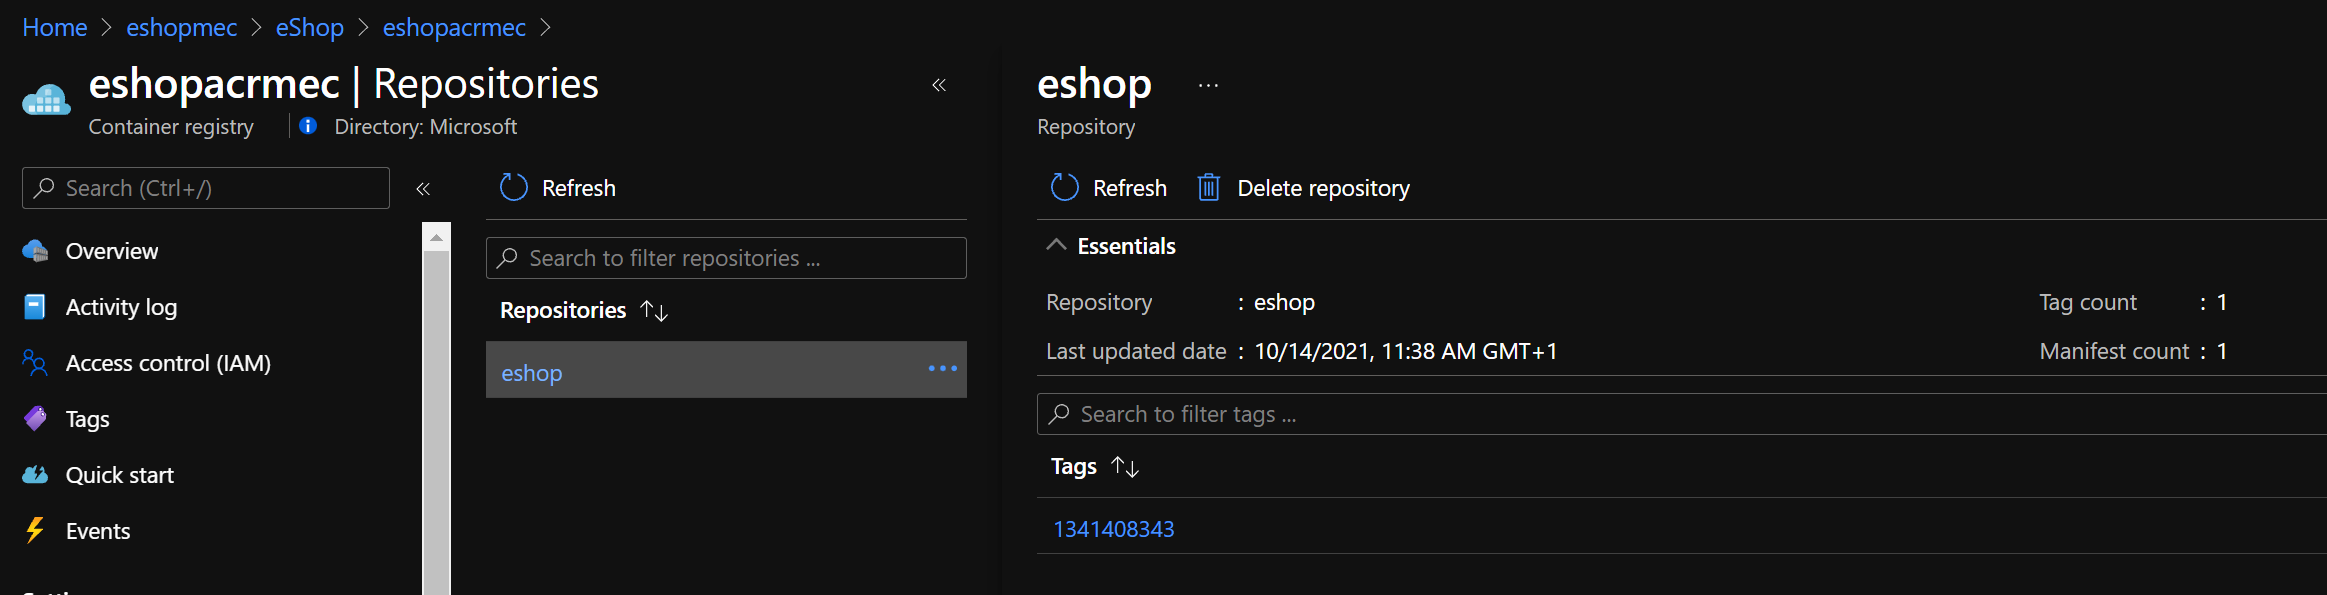 Home > eshopmec > eShop > eshopacrmec >
eshopacrmec | Repositories
Container registry
Directory: Microsoft
Search (Ctrl+/)
Overview
Activity log
Access control (IAM)
Tags
Quick start
Events
Refresh
Search to filter repositories ...
Repositories
eshop
eshop
Repository
Refresh
Delete repository
Essentials
Repository : eshop
Last updated date : 10/14/2021, 11:38 AM GMT+1
Tag count : 1
Manifest count : 1
Search to filter tags ...
Tags
1341408343